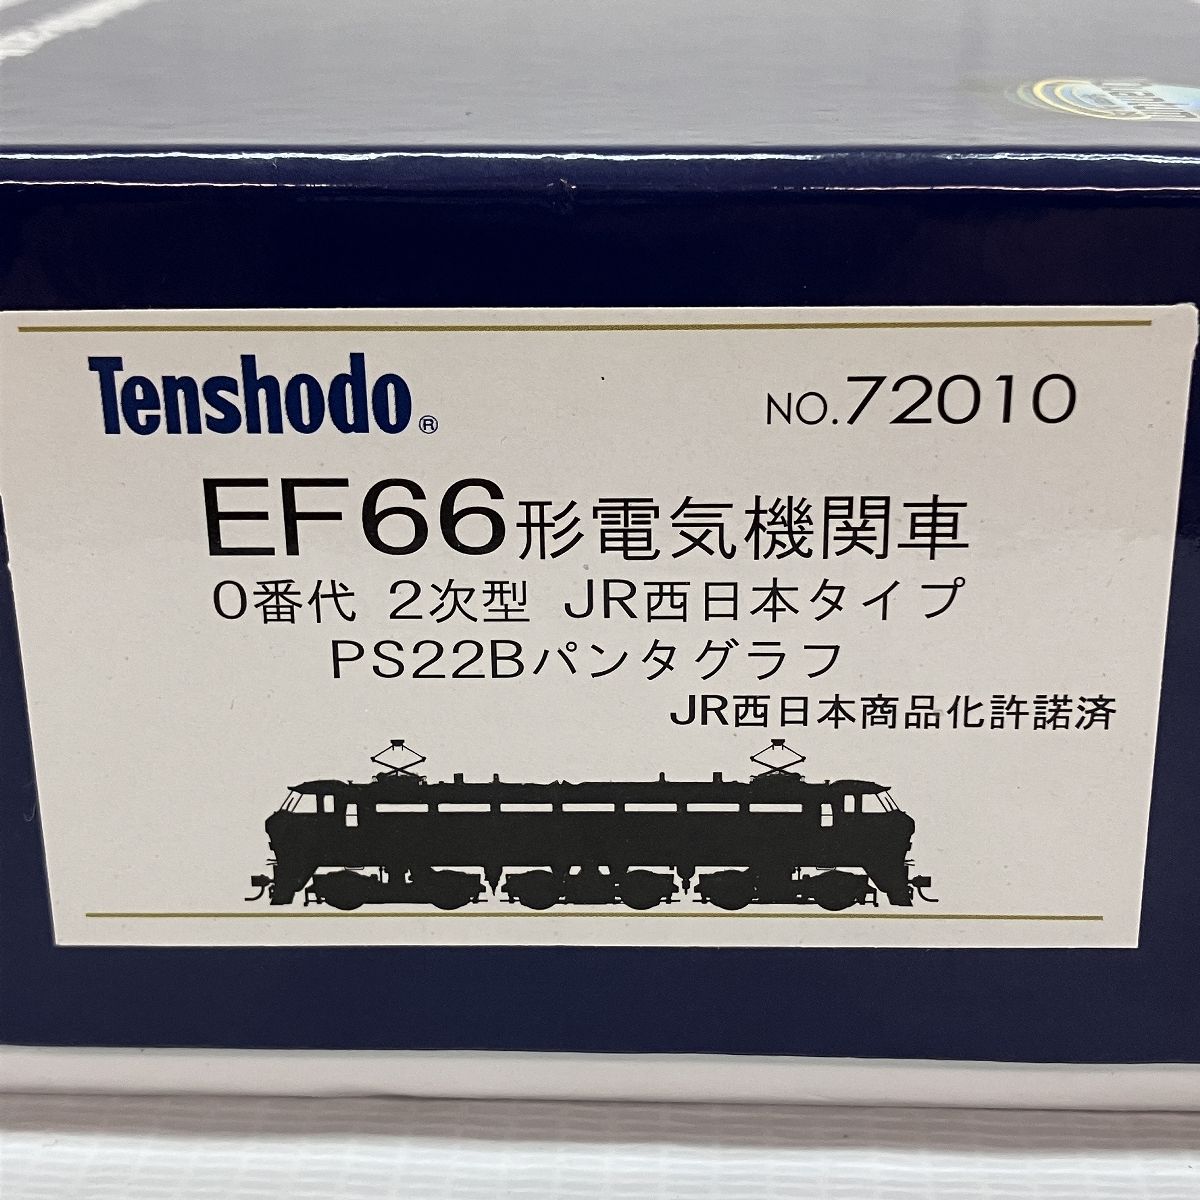 Quantum
Tenshodo®
NO.72010
EF66形電気機関車
0番代 2次型 JR西日本タイプ
PS22Bパンタグラフ
JR西日本商品化許諾済